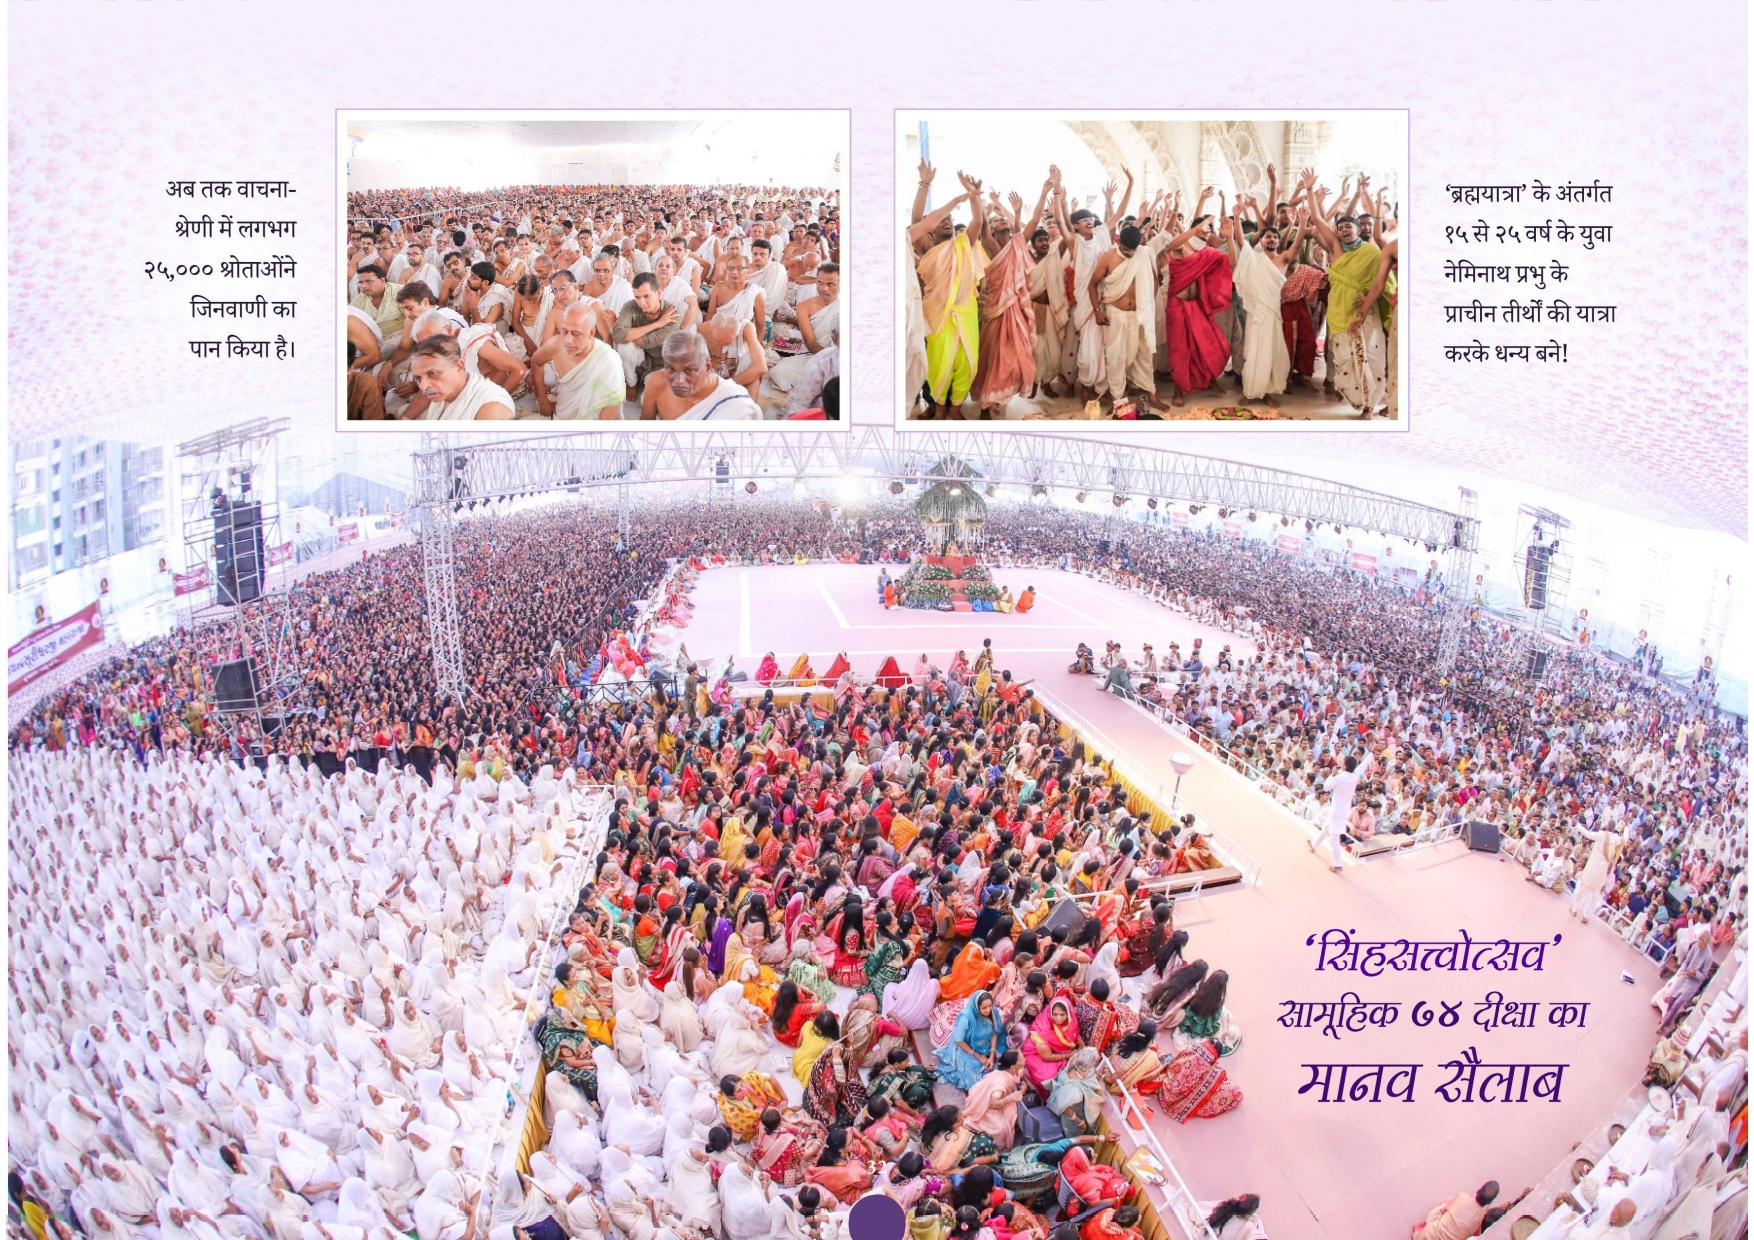 अब तक वाचना-
श्रेणी में लगभग
२५,००० श्रोताओंने
जिनवाणी का
पान किया है।
‘ब्रह्मयात्रा’ के अंतर्गत
१५ से २५ वर्ष के युवा
नेमिनाथ प्रभु के
प्राचीन तीर्थों की यात्रा
करके धन्य बने!
‘सिंहसत्त्वोत्सव’
सामूहिक ७४ दीक्षा का
मानव सैलाब
32